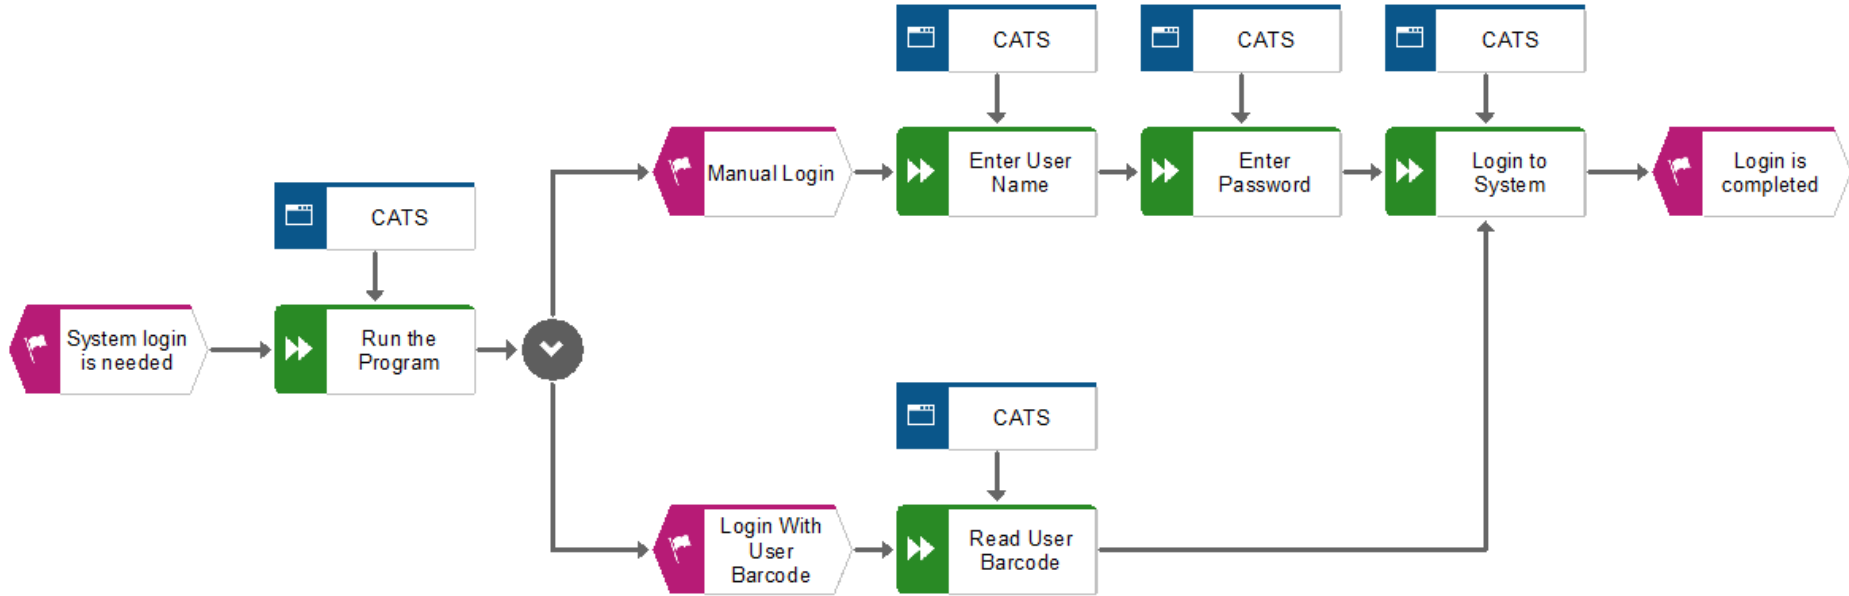 CATS
CATS
CATS
Manual Login
Enter User
Name
Enter
Password
Login to
System
Login is
completed
CATS
System login
is needed
Run the
Program
CATS
Login With
User
Barcode
Read User
Barcode